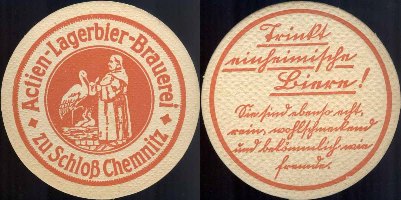 Actien-Lagerbier-Brauerei
zu Schloß Chemnitz
Trinkt
einheimische
Biere!
Sie sind ebenso echt,
rein, wohlschmeckend
und bekömmlich wie
fremde.